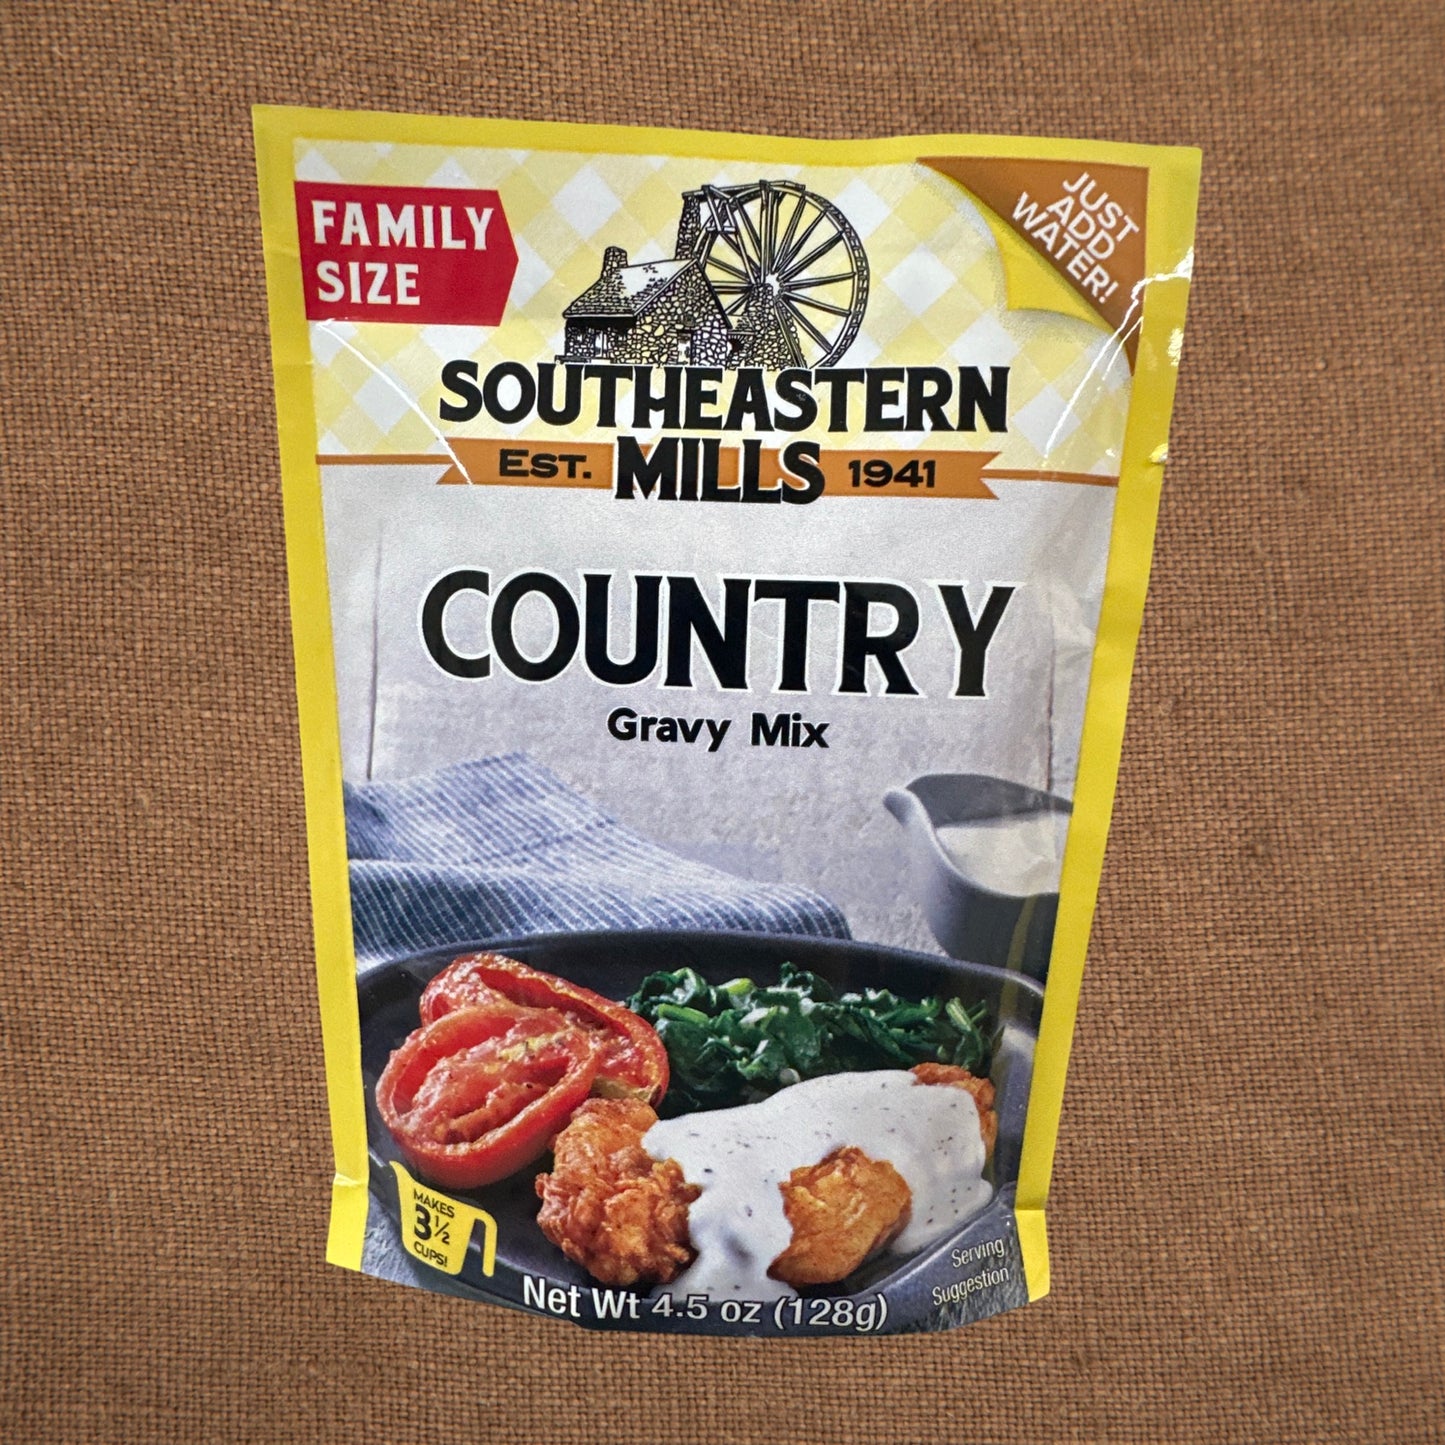 FAMILY
SIZE
JUST
ADD
WATER!
SOUTHEASTERN
EST. MILLS 1941
COUNTRY
Gravy Mix
MAKES
3½
CUPS!
Serving
Suggestion
Net Wt 4.5 oz (128g)